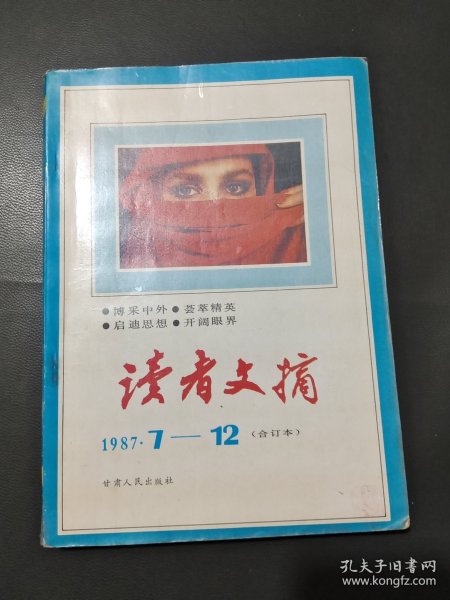 ●博采中外●荟萃精英
●启迪思想●开阔眼界
读者文摘
1987·7—12（合订本）
甘肃人民出版社
孔夫子旧书网
www.kongfz.com